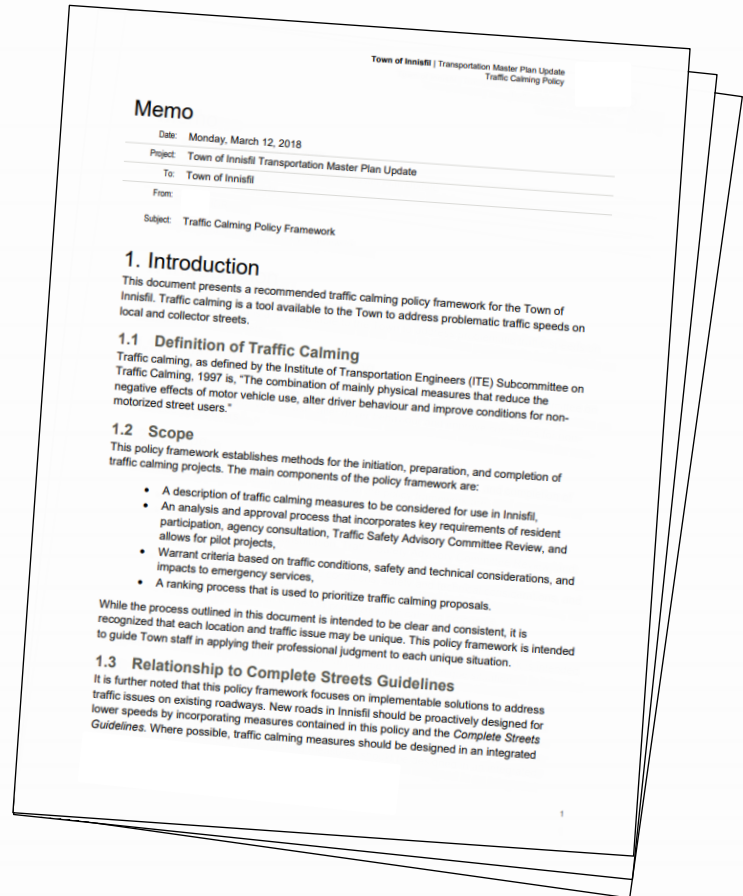 Town of Innisfil | Transportation Master Plan Update
Traffic Calming Policy
Memo
Date: Monday, March 12, 2018
Project: Town of Innisfil Transportation Master Plan Update
To: Town of Innisfil
From:
Subject: Traffic Calming Policy Framework
1. Introduction
This document presents a recommended traffic calming policy framework for the Town of
Innisfil. Traffic calming is a tool available to the Town to address problematic traffic speeds on
local and collector streets.
1.1 Definition of Traffic Calming
Traffic calming, as defined by the Institute of Transportation Engineers (ITE) Subcommittee on
Traffic Calming, 1997 is, "The combination of mainly physical measures that reduce the
negative effects of motor vehicle use, alter driver behaviour and improve conditions for non-
motorized street users."
1.2 Scope
This policy framework establishes methods for the initiation, preparation, and completion of
traffic calming projects. The main components of the policy framework are:
• A description of traffic calming measures to be considered for use in Innisfil,
• An analysis and approval process that incorporates key requirements of resident
participation, agency consultation, Traffic Safety Advisory Committee Review, and
allows for pilot projects,
• Warrant criteria based on traffic conditions, safety and technical considerations, and
impacts to emergency services,
• A ranking process that is used to prioritize traffic calming proposals.
While the process outlined in this document is intended to be clear and consistent, it is
recognized that each location and traffic issue may be unique. This policy framework is intended
to guide Town staff in applying their professional judgment to each unique situation.
1.3 Relationship to Complete Streets Guidelines
It is further noted that this policy framework focuses on implementable solutions to address
traffic issues on existing roadways. New roads in Innisfil should be proactively designed for
lower speeds by incorporating measures contained in this policy and the Complete Streets
Guidelines. Where possible, traffic calming measures should be designed in an integrated
1